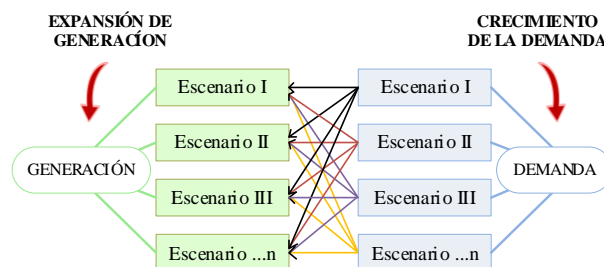 EXPANSIÓN DE
GENERACÍON
CRECIMIENTO
DE LA DEMANDA
Escenario I
Escenario I
Escenario II
Escenario II
GENERACIÓN
DEMANDA
Escenario III
Escenario III
Escenario ...n
Escenario ...n